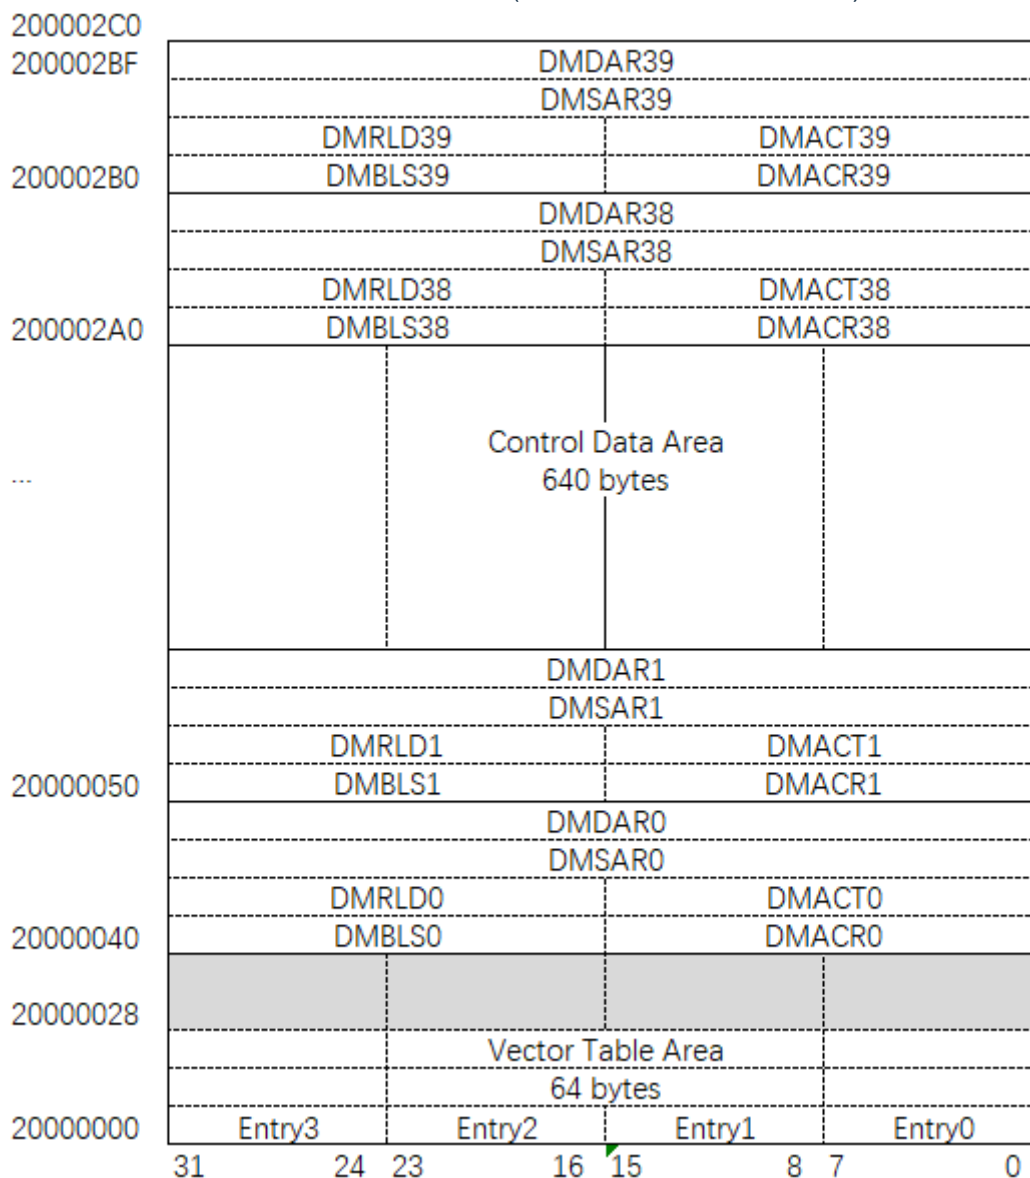 200002C0
200002BF DMDAR39
DMSAR39
DMRLD39 DMACT39
200002B0 DMBLS39 DMACR39
DMDAR38
DMSAR38
DMRLD38 DMACT38
200002A0 DMBLS38 DMACR38
Control Data Area
... 640 bytes
DMDAR1
DMSAR1
DMRLD1 DMACT1
20000050 DMBLS1 DMACR1
DMDAR0
DMSAR0
DMRLD0 DMACT0
20000040 DMBLS0 DMACR0
20000028
Vector Table Area
64 bytes
20000000 Entry3 Entry2 Entry1 Entry0
31 24 23 16 15 8 7 0